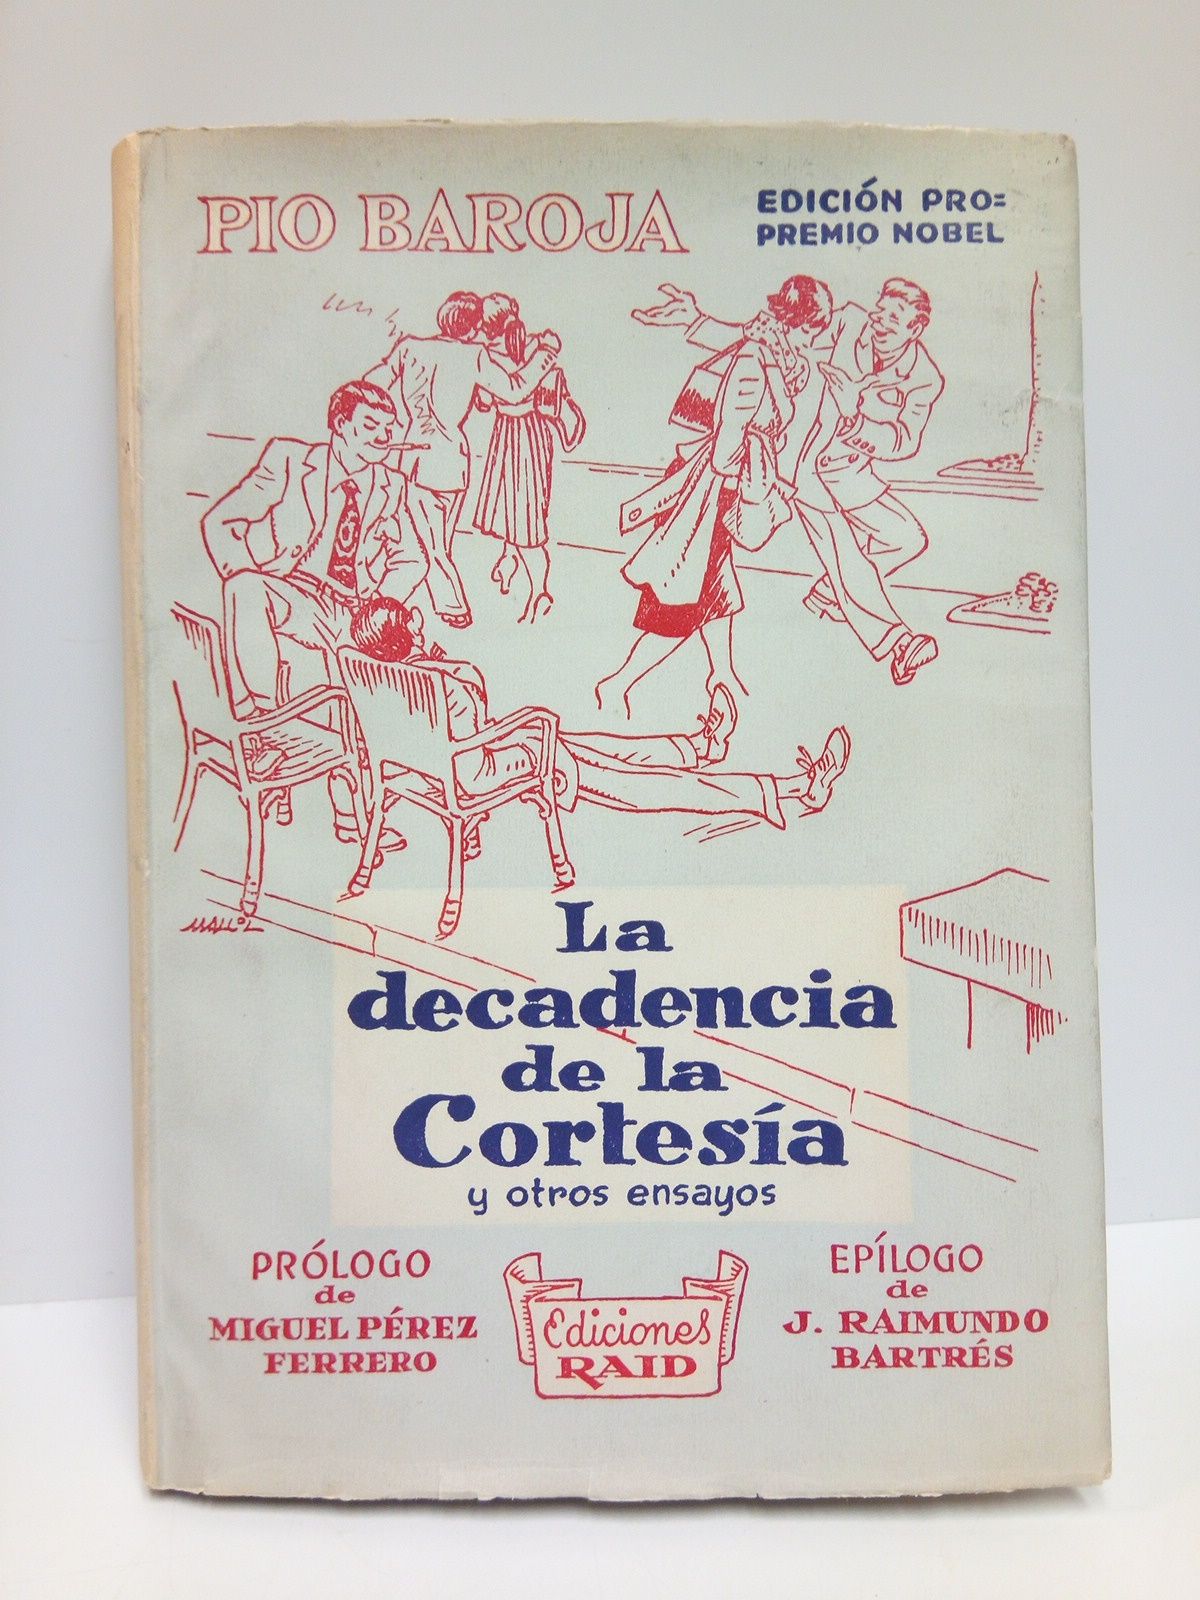 PIO BAROJA
EDICIÓN PRO=
PREMIO NOBEL
MALLOL
La
decadencia
de la
Cortesía
y otros ensayos
PRÓLOGO
de
MIGUEL PÉREZ
FERRERO
Ediciones
RAID
EPÍLOGO
de
J. RAIMUNDO
BARTRÉS